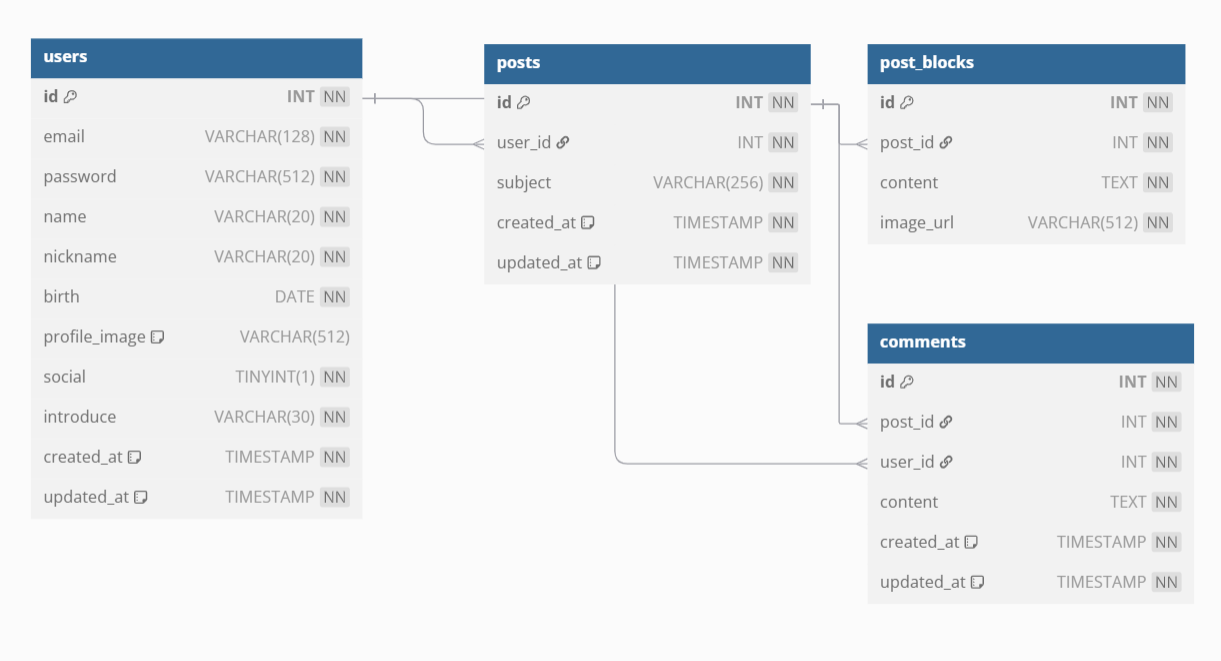 users
id INT NN
email VARCHAR(128) NN
password VARCHAR(512) NN
name VARCHAR(20) NN
nickname VARCHAR(20) NN
birth DATE NN
profile_image VARCHAR(512)
social TINYINT(1) NN
introduce VARCHAR(30) NN
created_at TIMESTAMP NN
updated_at TIMESTAMP NN
posts
id INT NN
user_id INT NN
subject VARCHAR(256) NN
created_at TIMESTAMP NN
updated_at TIMESTAMP NN
post_blocks
id INT NN
post_id INT NN
content TEXT NN
image_url VARCHAR(512) NN
comments
id INT NN
post_id INT NN
user_id INT NN
content TEXT NN
created_at TIMESTAMP NN
updated_at TIMESTAMP NN